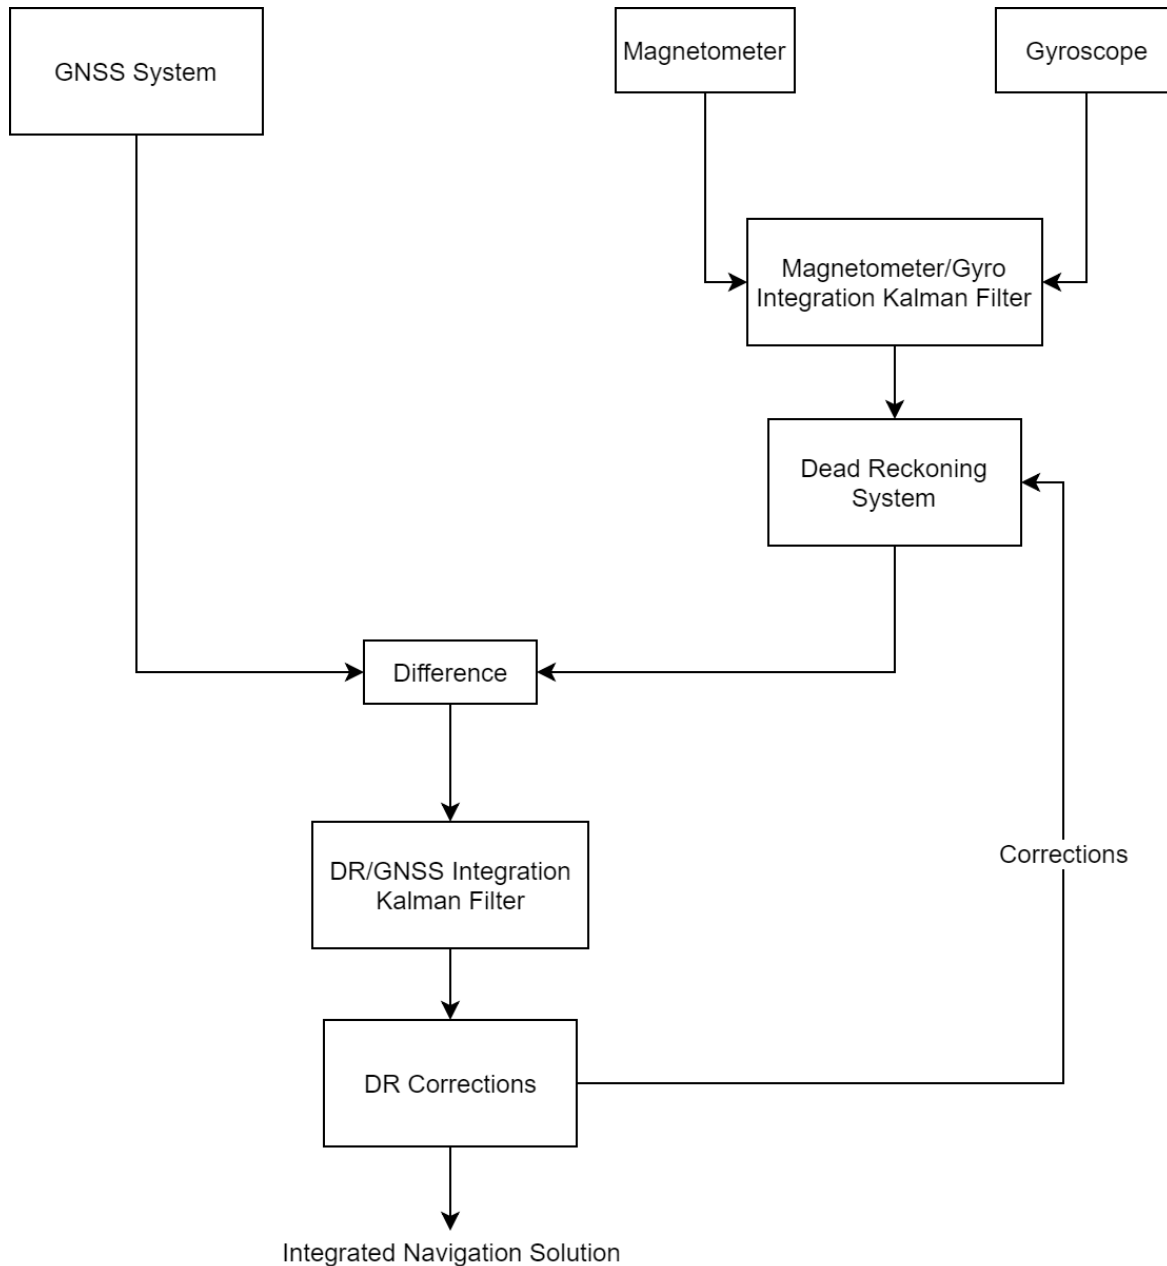 GNSS System
Magnetometer
Gyroscope
Magnetometer/Gyro
Integration Kalman Filter
Dead Reckoning
System
Difference
DR/GNSS Integration
Kalman Filter
Corrections
DR Corrections
Integrated Navigation Solution